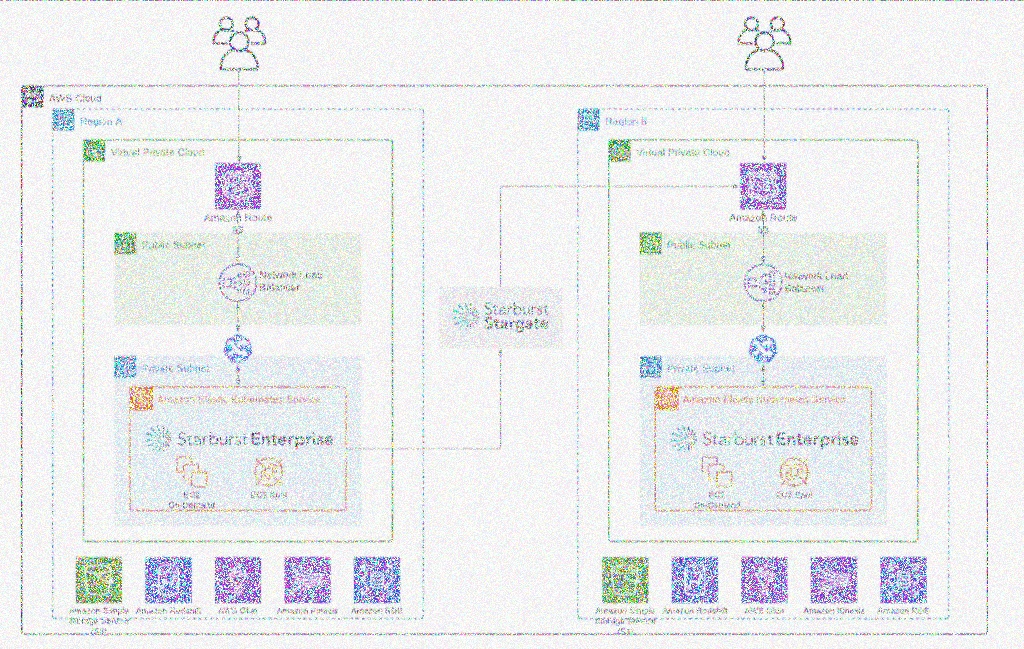 AWS Cloud
Region A
Virtual Private Cloud
Amazon Route
Public Subnet
Network Load
Balancer
Private Subnet
Amazon Elastic Kubernetes Service
Starburst Enterprise
EC2
On-Demand
EC2 Spot
Amazon Simple
Storage Service
(S3)
Amazon Redshift
AWS Glue
Amazon Kinesis
Amazon RDS
Starburst
Stargate
Region B
Virtual Private Cloud
Amazon Route
Public Subnet
Network Load
Balancer
Private Subnet
Amazon Elastic Kubernetes Service
Starburst Enterprise
EC2
On-Demand
EC2 Spot
Amazon Simple
Storage Service
(S3)
Amazon Redshift
AWS Glue
Amazon Kinesis
Amazon RDS